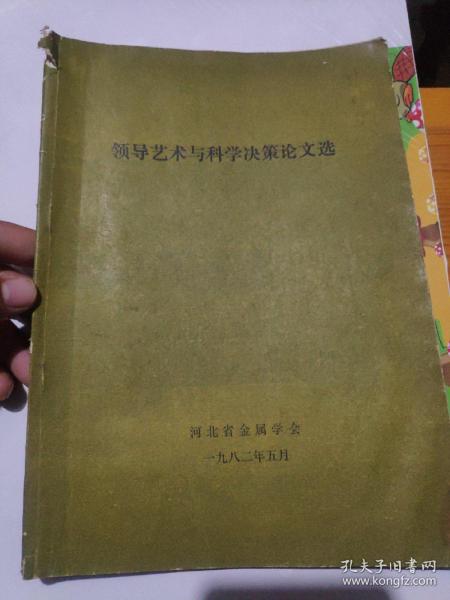 领导艺术与科学决策论文选
河北省金属学会
一九八二年五月
孔夫子旧书网
www.kongfz.com